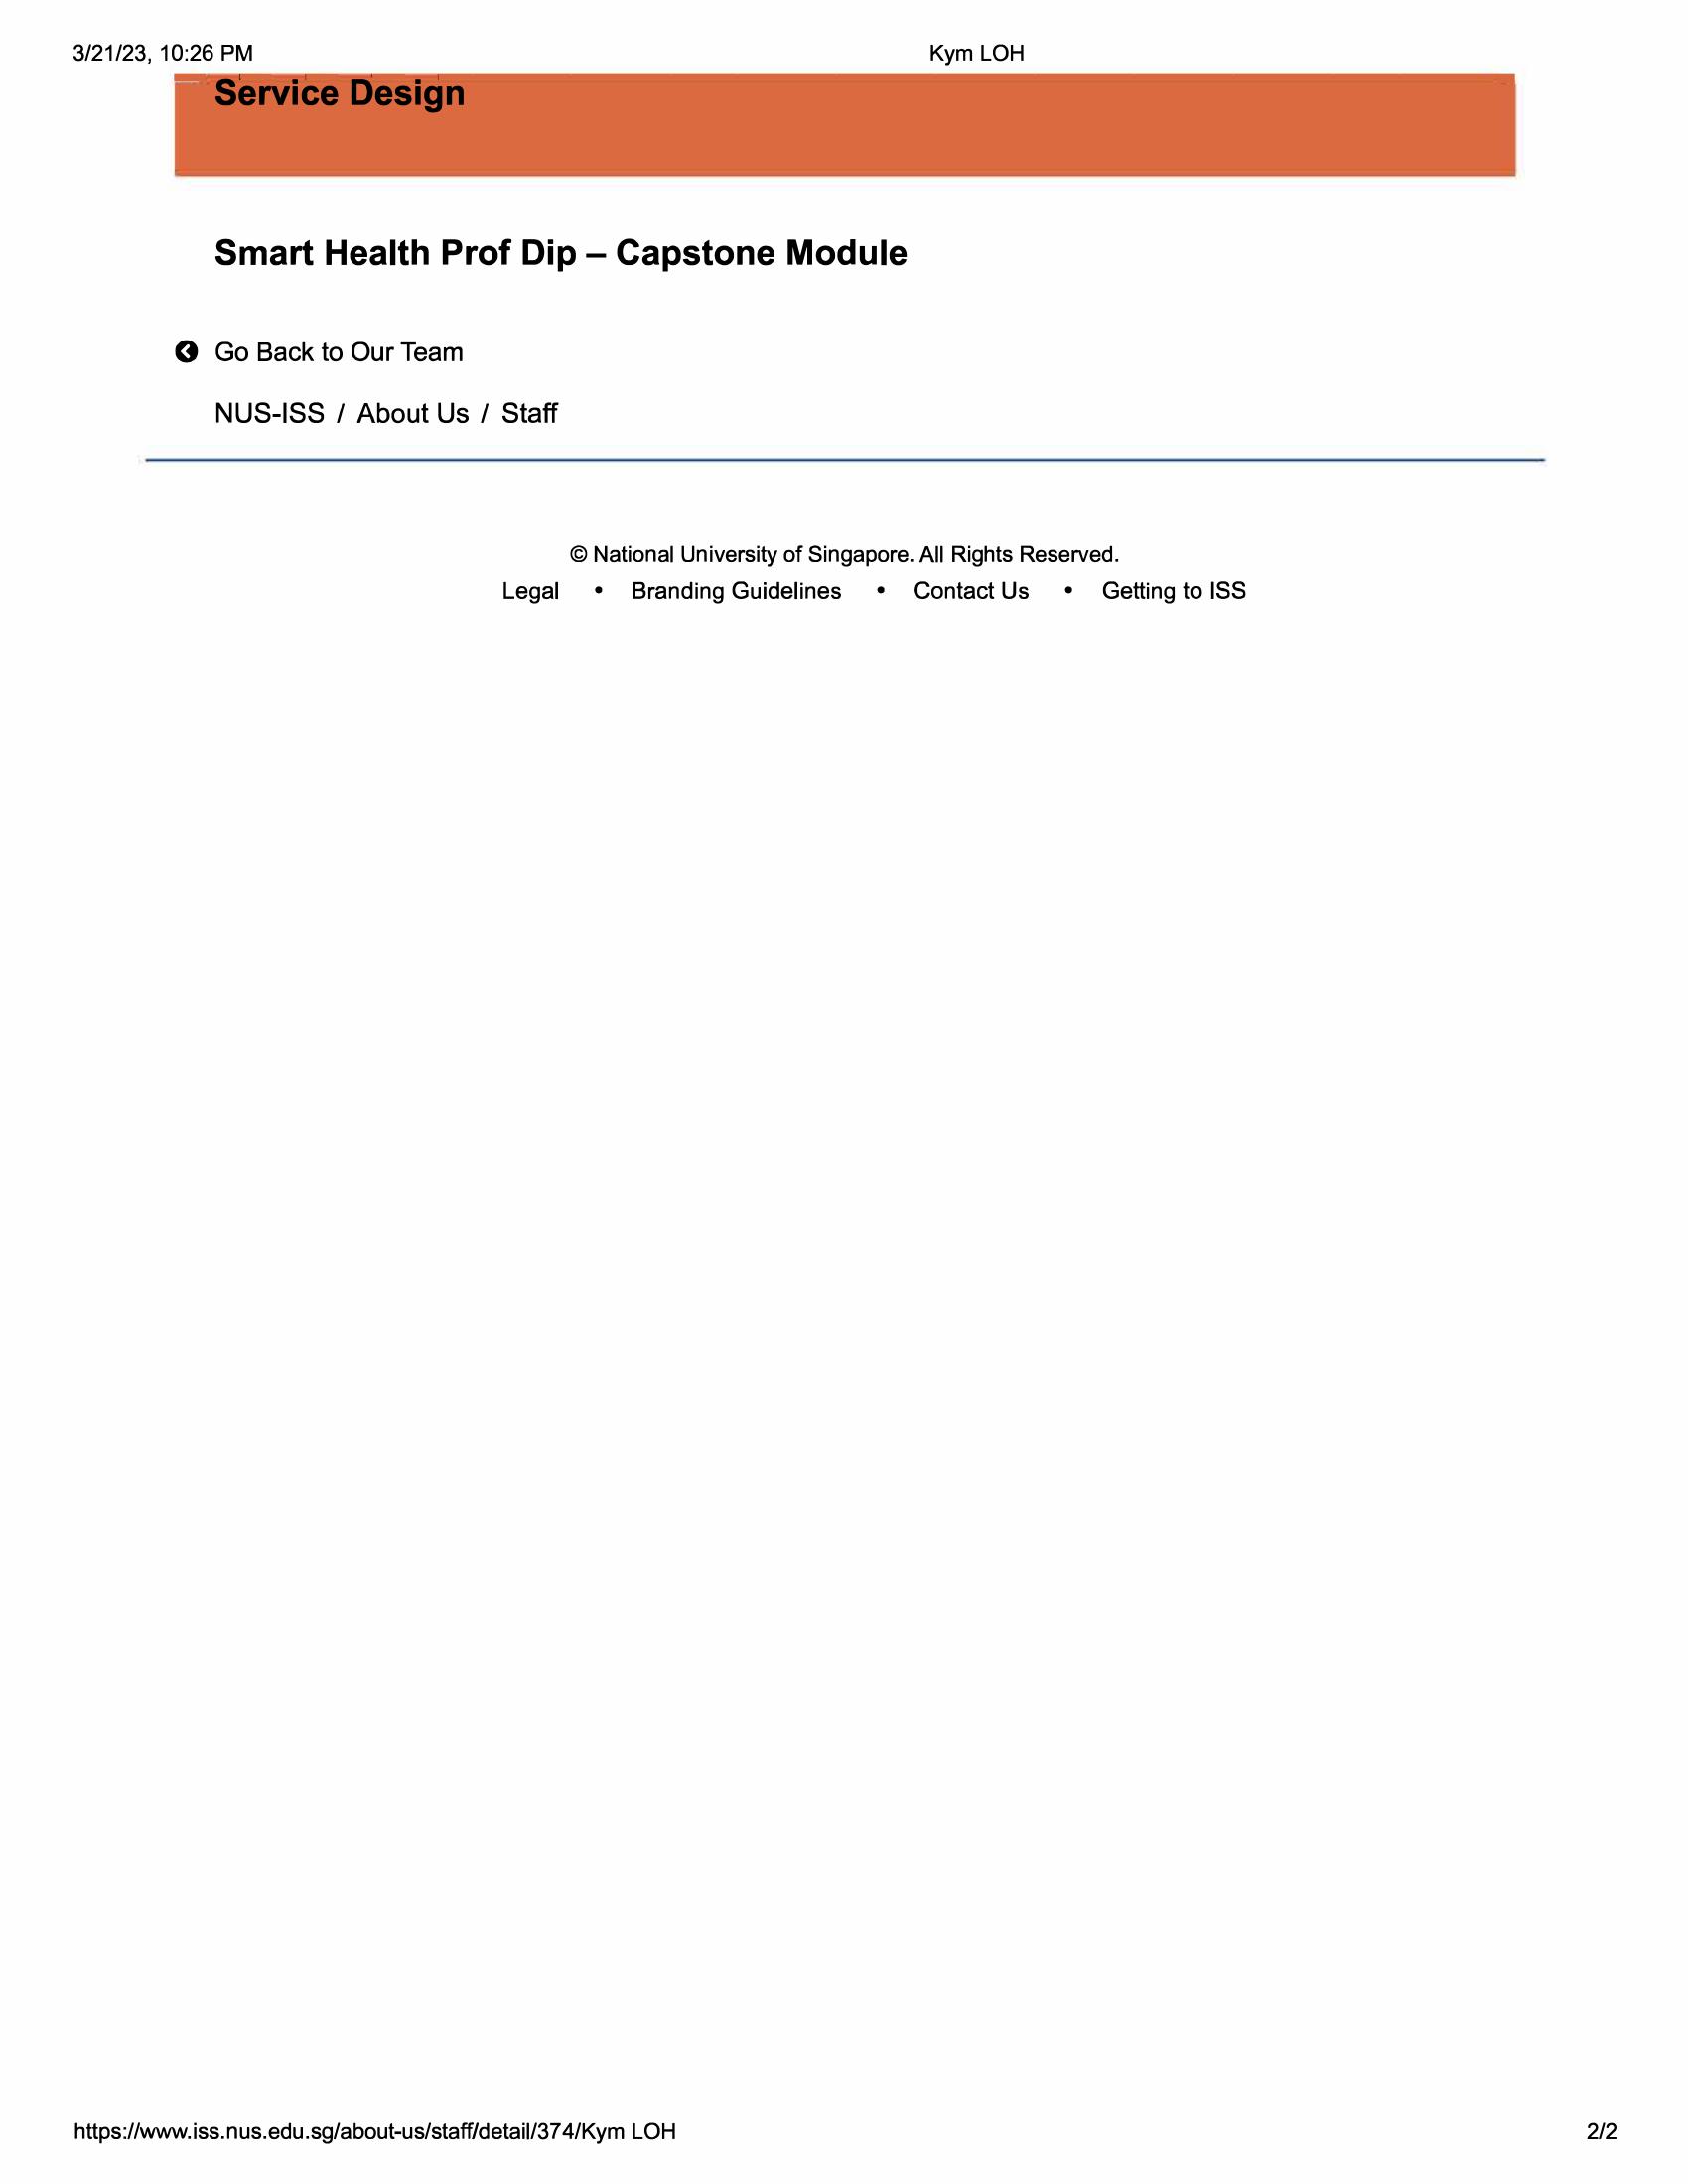 3/21/23, 10:26 PM Kym LOH
Service Design
Smart Health Prof Dip – Capstone Module
Go Back to Our Team
NUS-ISS / About Us / Staff
© National University of Singapore. All Rights Reserved.
Legal • Branding Guidelines • Contact Us • Getting to ISS
https://www.iss.nus.edu.sg/about-us/staff/detail/374/Kym LOH 2/2